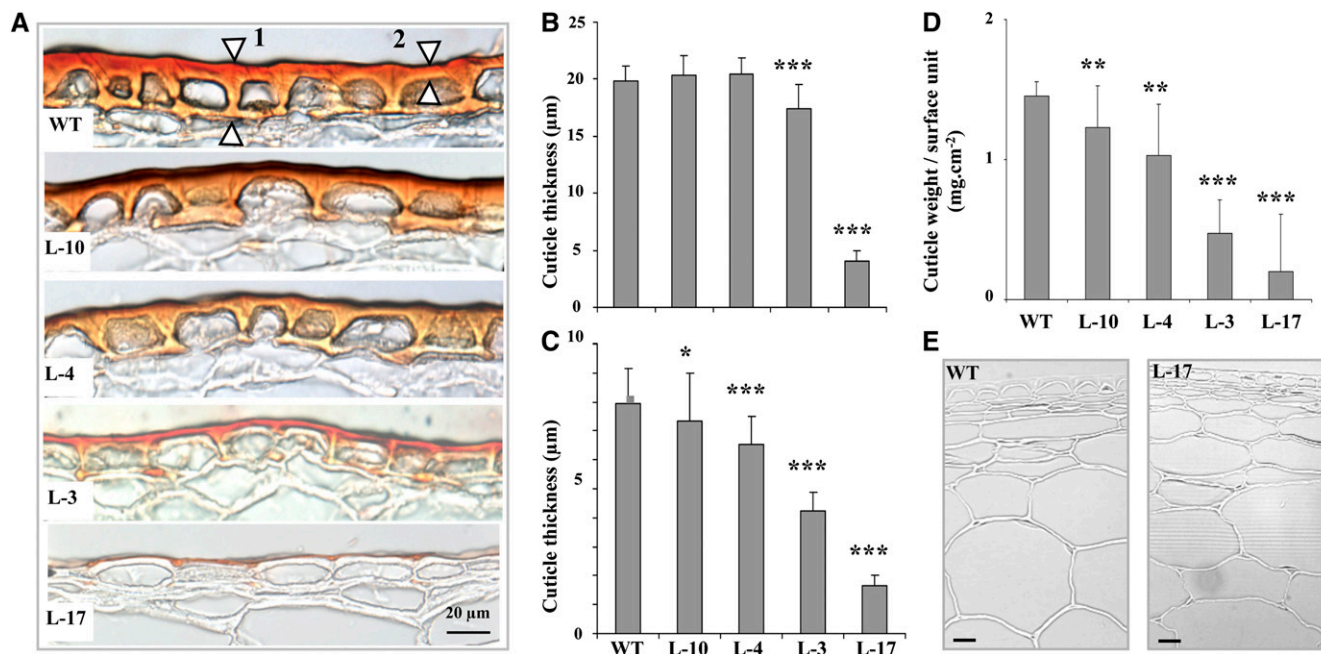 A
1
2
WT
L-10
L-4
L-3
L-17
20 µm
B
Cuticle thickness (µm)
25
20
15
10
5
0
***
***
C
Cuticle thickness (µm)
10
5
0
*
***
***
***
WT L-10 L-4 L-3 L-17
D
Cuticle weight / surface unit
(mg.cm-2)
2
1
0
**
**
***
***
WT L-10 L-4 L-3 L-17
E
WT
L-17